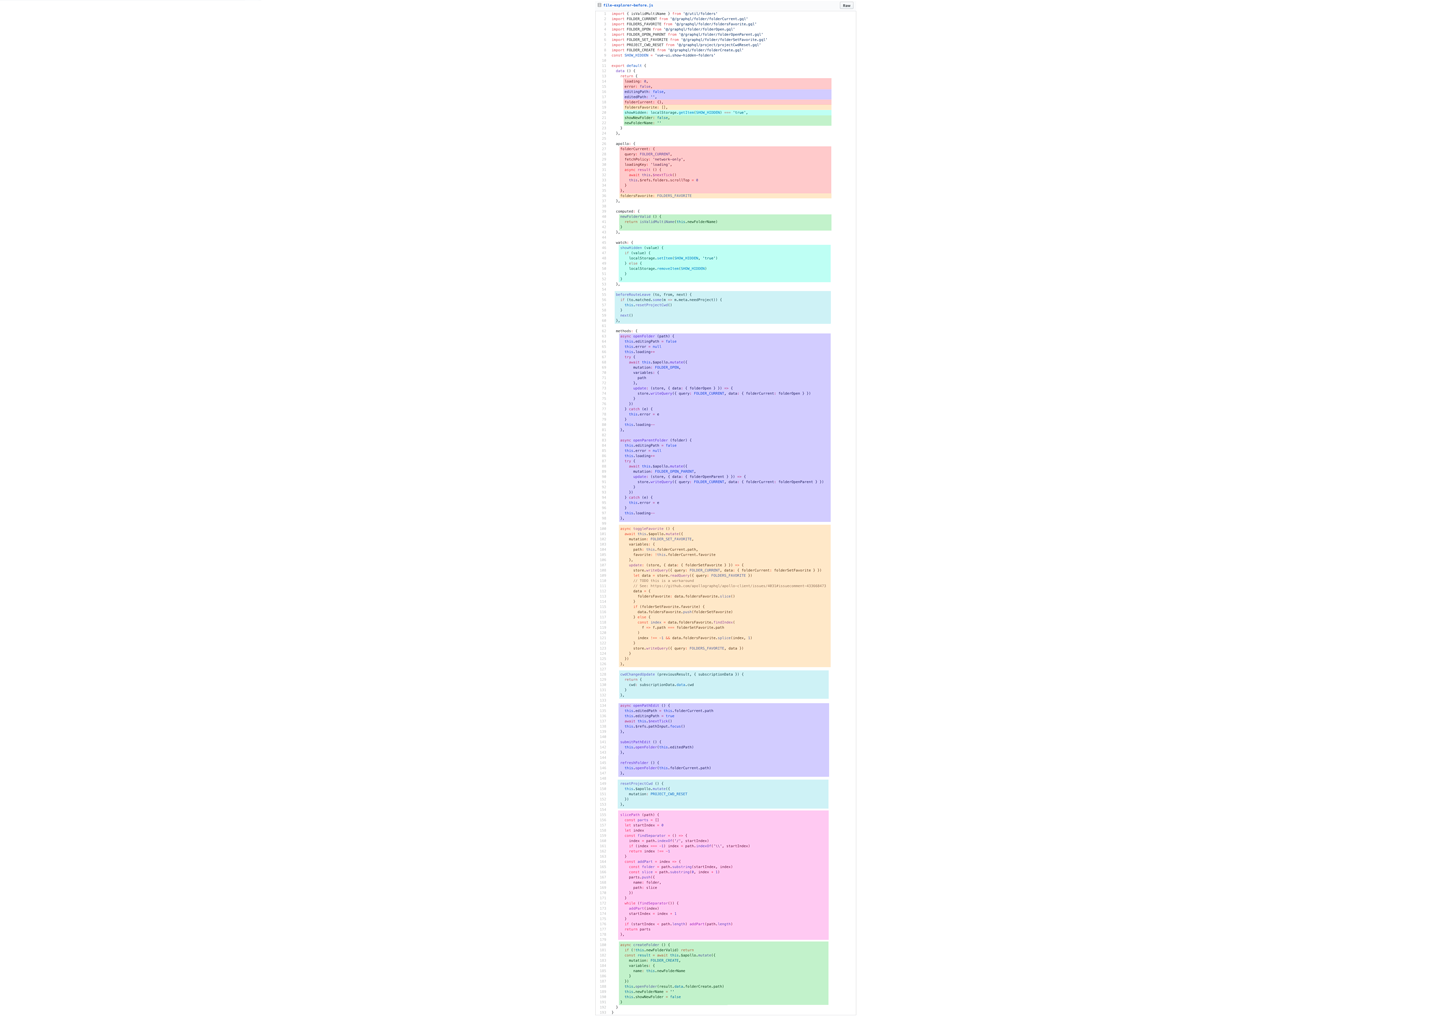 file-explorer-before.js
Raw
import { isValidMultiName } from '@/util/folders'
import FOLDER_CURRENT from '@/graphql/folder/folderCurrent.gql'
import FOLDERS_FAVORITE from '@/graphql/folder/foldersFavorite.gql'
import FOLDER_OPEN from '@/graphql/folder/folderOpen.gql'
import FOLDER_OPEN_PARENT from '@/graphql/folder/folderOpenParent.gql'
import FOLDER_SET_FAVORITE from '@/graphql/folder/folderSetFavorite.gql'
import PROJECT_CWD_RESET from '@/graphql/project/projectCwdReset.gql'
import FOLDER_CREATE from '@/graphql/folder/folderCreate.gql'
const SHOW_HIDDEN = 'vue-ui.show-hidden-folders'
export default {
data () {
return {
loading: 0,
error: false,
editingPath: false,
editedPath: '',
folderCurrent: {},
foldersFavorite: [],
showHidden: localStorage.getItem(SHOW_HIDDEN) === 'true',
showNewFolder: false,
newFolderName: ''
}
},
apollo: {
folderCurrent: {
query: FOLDER_CURRENT,
fetchPolicy: 'network-only',
loadingKey: 'loading',
async result () {
await this.$nextTick()
this.$refs.folders.scrollTop = 0
}
},
foldersFavorite: FOLDERS_FAVORITE
},
computed: {
newFolderValid () {
return isValidMultiName(this.newFolderName)
}
},
watch: {
showHidden (value) {
if (value) {
localStorage.setItem(SHOW_HIDDEN, 'true')
} else {
localStorage.removeItem(SHOW_HIDDEN)
}
}
},
beforeRouteLeave (to, from, next) {
if (to.matched.some(m => m.meta.needProject)) {
this.resetProjectCwd()
}
next()
},
methods: {
async openFolder (path) {
this.editingPath = false
this.error = null
this.loading++
try {
await this.$apollo.mutate({
mutation: FOLDER_OPEN,
variables: {
path
},
update: (store, { data: { folderOpen } }) => {
store.writeQuery({ query: FOLDER_CURRENT, data: { folderCurrent: folderOpen } })
}
})
} catch (e) {
this.error = e
}
this.loading--
},
async openParentFolder (folder) {
this.editingPath = false
this.error = null
this.loading++
try {
await this.$apollo.mutate({
mutation: FOLDER_OPEN_PARENT,
update: (store, { data: { folderOpenParent } }) => {
store.writeQuery({ query: FOLDER_CURRENT, data: { folderCurrent: folderOpenParent } })
}
})
} catch (e) {
this.error = e
}
this.loading--
},
async toggleFavorite () {
await this.$apollo.mutate({
mutation: FOLDER_SET_FAVORITE,
variables: {
path: this.folderCurrent.path,
favorite: !this.folderCurrent.favorite
},
update: (store, { data: { folderSetFavorite } }) => {
store.writeQuery({ query: FOLDER_CURRENT, data: { folderCurrent: folderSetFavorite } })
let data = store.readQuery({ query: FOLDERS_FAVORITE })
// TODO this is a workaround
data = {
foldersFavorite: data.foldersFavorite.slice()
}
if (folderSetFavorite.favorite) {
data.foldersFavorite.push(folderSetFavorite)
} else {
const index = data.foldersFavorite.findIndex(
f => f.path === folderSetFavorite.path
)
index !== -1 && data.foldersFavorite.splice(index, 1)
}
store.writeQuery({ query: FOLDERS_FAVORITE, data })
}
})
},
cwdChangedUpdate (previousResult, { subscriptionData }) {
return {
cwd: subscriptionData.data.cwd
}
},
async openPathEdit () {
this.editedPath = this.folderCurrent.path
this.editingPath = true
await this.$nextTick()
this.$refs.pathInput.focus()
},
submitPathEdit () {
this.openFolder(this.editedPath)
},
refreshFolder () {
this.openFolder(this.folderCurrent.path)
},
resetProjectCwd () {
this.$apollo.mutate({
mutation: PROJECT_CWD_RESET
})
},
slicePath (path) {
const parts = []
let startIndex = 0
let index
const findSeparator = () => {
index = path.indexOf('/', startIndex)
if (index === -1) index = path.indexOf('\\', startIndex)
return index !== -1
}
const addPart = index => {
const folder = path.substring(startIndex, index)
const slice = path.substring(0, index + 1)
parts.push({
name: folder,
path: slice
})
}
while (findSeparator()) {
addPart(index)
startIndex = index + 1
}
if (startIndex < path.length) addPart(path.length)
return parts
},
async createFolder () {
if (!this.newFolderValid) return
const result = await this.$apollo.mutate({
mutation: FOLDER_CREATE,
variables: {
name: this.newFolderName
}
})
this.openFolder(result.data.folderCreate.path)
this.newFolderName = ''
this.showNewFolder = false
}
}
}